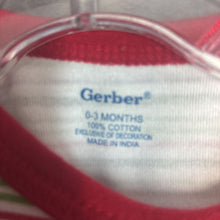 Gerber®
0-3 MONTHS
100% COTTON
EXCLUSIVE OF DECORATION
MADE IN INDIA